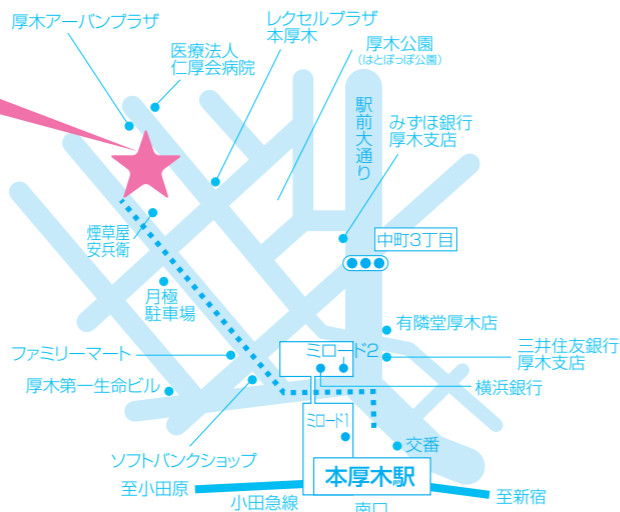 厚木アーバンプラザ
医療法人
仁厚会病院
レクセルプラザ
本厚木
厚木公園
(はとぽっぽ公園)
駅前大通り
みずほ銀行
厚木支店
中町3丁目
煙草屋
安兵衛
月極
駐車場
有隣堂厚木店
三井住友銀行
厚木支店
ファミリーマート
ミロード2
横浜銀行
厚木第一生命ビル
ミロード1
交番
ソフトバンクショップ
本厚木駅
至小田原
小田急線
南口
至新宿